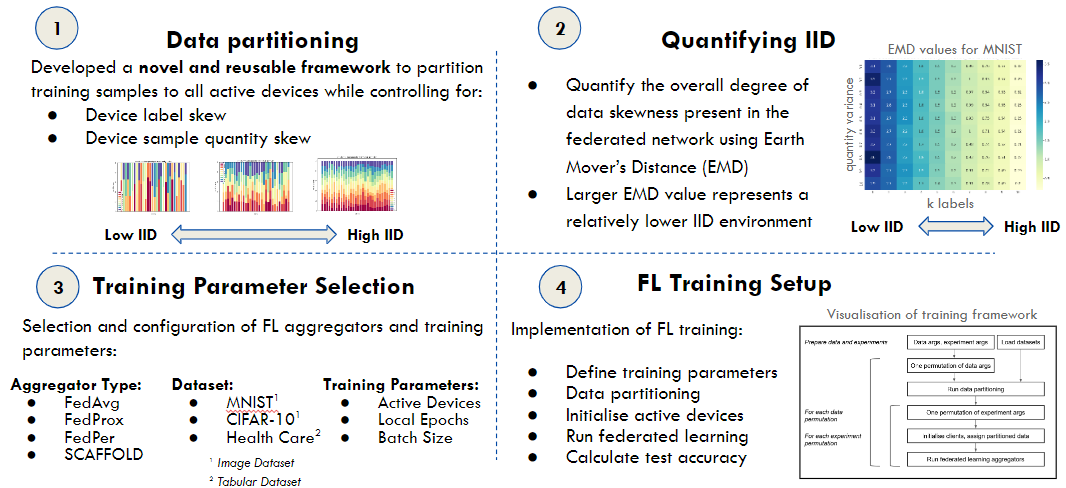 1
Data partitioning
Developed a novel and reusable framework to partition
training samples to all active devices while controlling for:
● Device label skew
● Device sample quantity skew
Low IID
High IID
2
Quantifying IID
● Quantify the overall degree of
data skewness present in the
federated network using Earth
Mover's Distance (EMD)
● Larger EMD value represents a
relatively lower IID environment
EMD values for MNIST
quantity variance
k labels
Low IID
High IID
3
Training Parameter Selection
Selection and configuration of FL aggregators and training
parameters:
Aggregator Type:
● FedAvg
● FedProx
● FedPer
● SCAFFOLD
Dataset:
● MNIST¹
● CIFAR-10¹
● Health Care²
¹ Image Dataset
² Tabular Dataset
Training Parameters:
● Active Devices
● Local Epochs
● Batch Size
4
FL Training Setup
Implementation of FL training:
● Define training parameters
● Data partitioning
● Initialise active devices
● Run federated learning
● Calculate test accuracy
Visualisation of training framework
Prepare data and experiments
Data args, experiment args
Load datasets
One permutation of data args
Run data partitioning
For each data
permutation
One permutation of experiment args
For each experiment
permutation
Initialise clients, assign partitioned data
Run federated learning aggregators